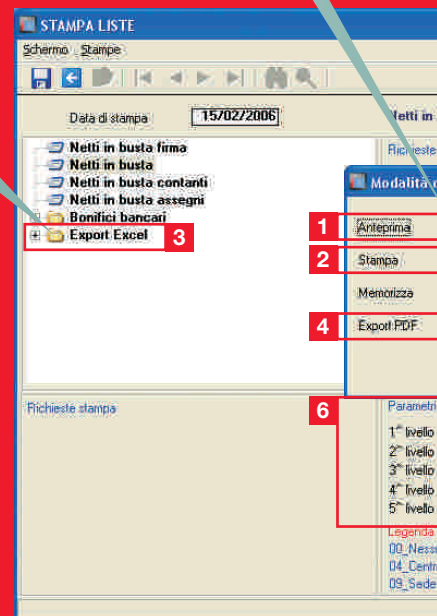 STAMPA LISTE
Schermo Stampe
Data di stampa 15/02/2006
Netti in
Netti in busta firma
Netti in busta
Netti in busta contanti
Netti in busta assegni
Bonifici bancari
Export Excel 3
Richieste
Modalità
1 Anteprima
2 Stampa
Memorizza
4 Export PDF
Richieste stampa
6 Parametri
1° livello
2° livello
3° livello
4° livello
5° livello
Legenda
00_Ness
04_Centr
09_Sede